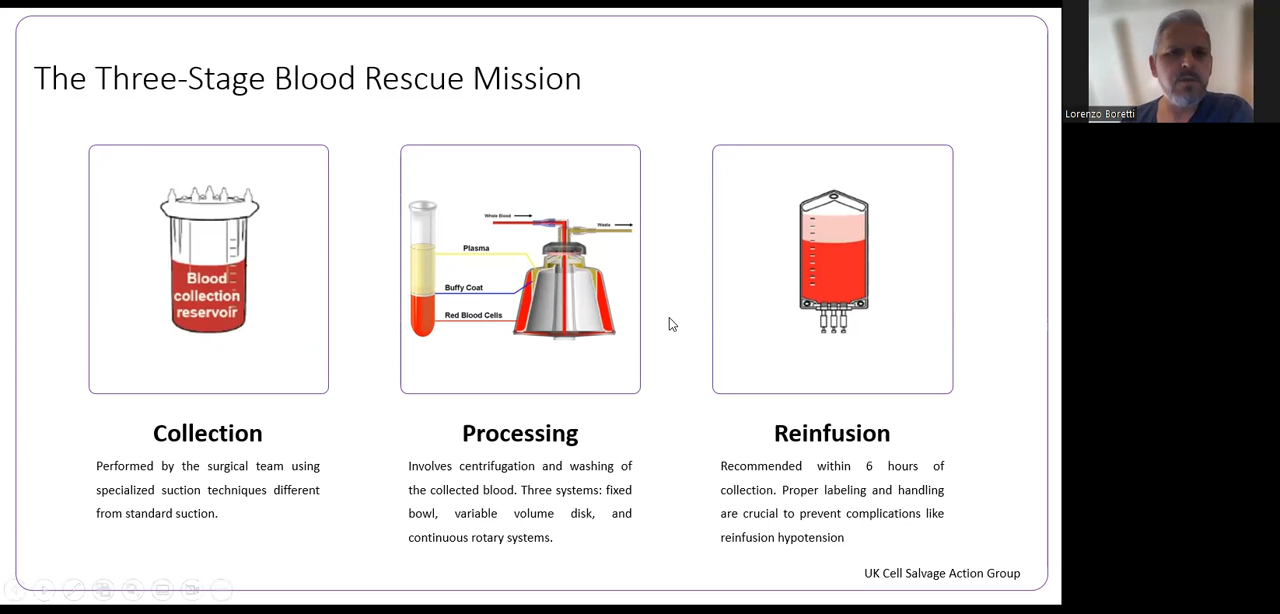 The Three-Stage Blood Rescue Mission
Lorenzo Boretti
Blood
collection
reservoir
Whole Blood
Waste
Plasma
Buffy Coat
Red Blood Cells
Collection
Performed by the surgical team using
specialized suction techniques different
from standard suction.
Processing
Involves centrifugation and washing of
the collected blood. Three systems: fixed
bowl, variable volume disk, and
continuous rotary systems.
Reinfusion
Recommended within 6 hours of
collection. Proper labeling and handling
are crucial to prevent complications like
reinfusion hypotension
UK Cell Salvage Action Group